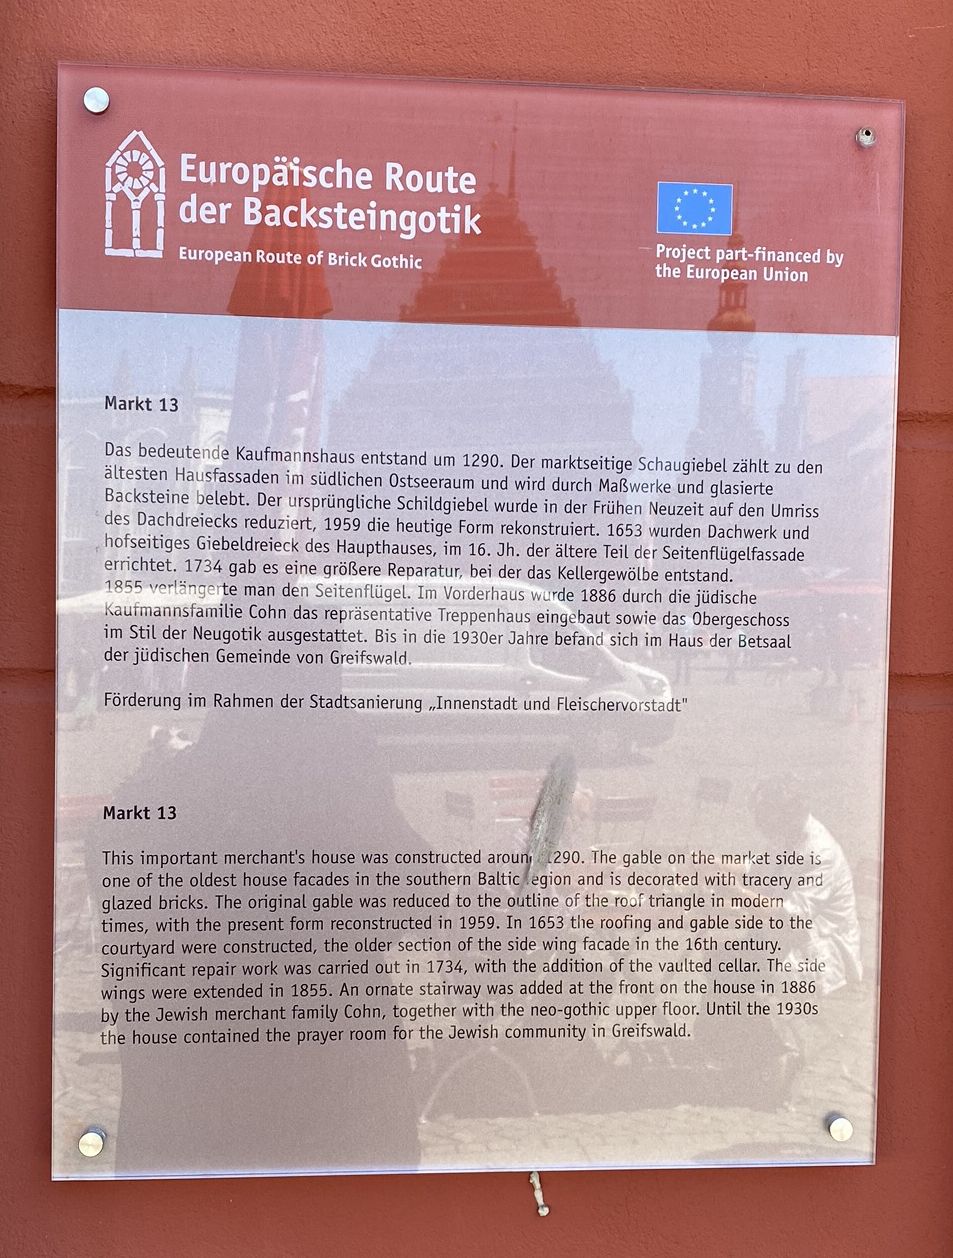 Europäische Route
der Backsteingotik
European Route of Brick Gothic
Project part-financed by
the European Union
Markt 13
Das bedeutende Kaufmannshaus entstand um 1290. Der marktseitige Schaugiebel zählt zu den
ältesten Hausfassaden im südlichen Ostseeraum und wird durch Maßwerke und glasierte
Backsteine belebt. Der ursprüngliche Schildgiebel wurde in der Frühen Neuzeit auf den Umriss
des Dachdreiecks reduziert, 1959 die heutige Form rekonstruiert. 1653 wurden Dachwerk und
hofseitiges Giebeldreieck des Haupthauses, im 16. Jh. der ältere Teil der Seitenflügelfassade
errichtet. 1734 gab es eine größere Reparatur, bei der das Kellergewölbe entstand.
1855 verlängerte man den Seitenflügel. Im Vorderhaus wurde 1886 durch die jüdische
Kaufmannsfamilie Cohn das repräsentative Treppenhaus eingebaut sowie das Obergeschoss
im Stil der Neugotik ausgestattet. Bis in die 1930er Jahre befand sich im Haus der Betsaal
der jüdischen Gemeinde von Greifswald.
Förderung im Rahmen der Stadtsanierung „Innenstadt und Fleischervorstadt"
Markt 13
This important merchant's house was constructed around 1290. The gable on the market side is
one of the oldest house facades in the southern Baltic region and is decorated with tracery and
glazed bricks. The original gable was reduced to the outline of the roof triangle in modern
times, with the present form reconstructed in 1959. In 1653 the roofing and gable side to the
courtyard were constructed, the older section of the side wing facade in the 16th century.
Significant repair work was carried out in 1734, with the addition of the vaulted cellar. The side
wings were extended in 1855. An ornate stairway was added at the front on the house in 1886
by the Jewish merchant family Cohn, together with the neo-gothic upper floor. Until the 1930s
the house contained the prayer room for the Jewish community in Greifswald.